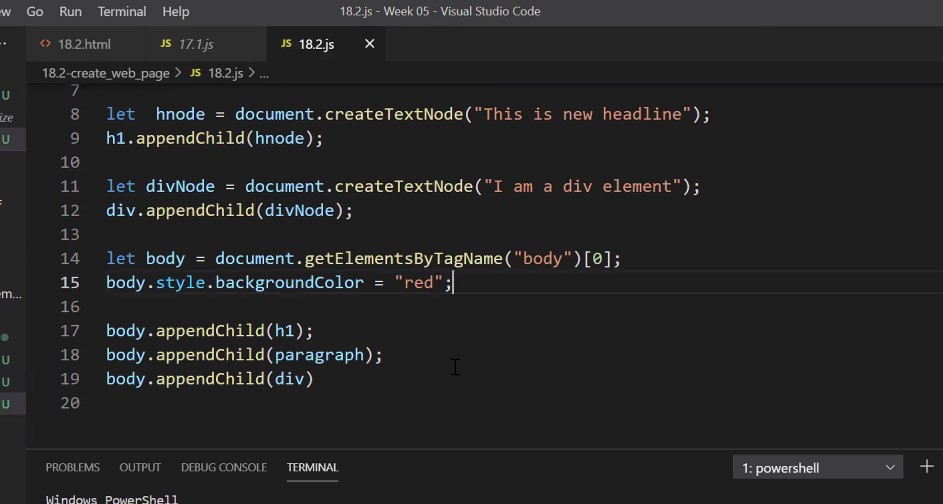 Go Run Terminal Help 18.2.js - Week 05 - Visual Studio Code
<> 18.2.html JS 17.1.js JS 18.2.js ×
18.2-create_web_page > JS 18.2.js > ...
7
8 let  hnode = document.createTextNode("This is new headline");
9 h1.appendChild(hnode);
10
11 let divNode = document.createTextNode("I am a div element");
12 div.appendChild(divNode);
13
14 let body = document.getElementsByTagName("body")[0];
15 body.style.backgroundColor = "red";
16
17 body.appendChild(h1);
18 body.appendChild(paragraph);
19 body.appendChild(div)
20
U
U
U
U
U
PROBLEMS OUTPUT DEBUG CONSOLE TERMINAL 1: powershell +
Windows PowerShell